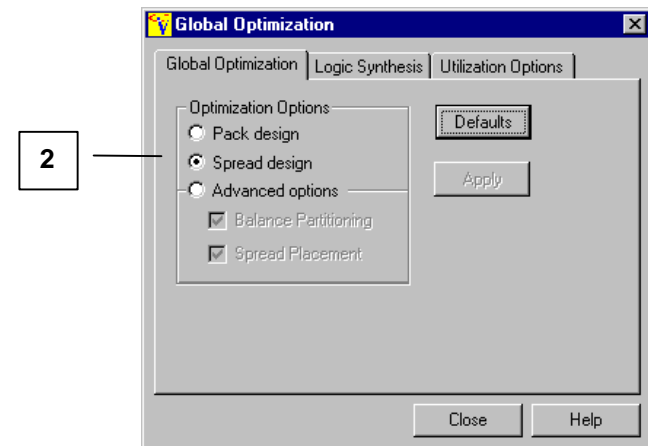 Global Optimization
Global Optimization Logic Synthesis Utilization Options
Optimization Options
Pack design
Spread design
Advanced options
Balance Partitioning
Spread Placement
Defaults
Apply
2
Close Help